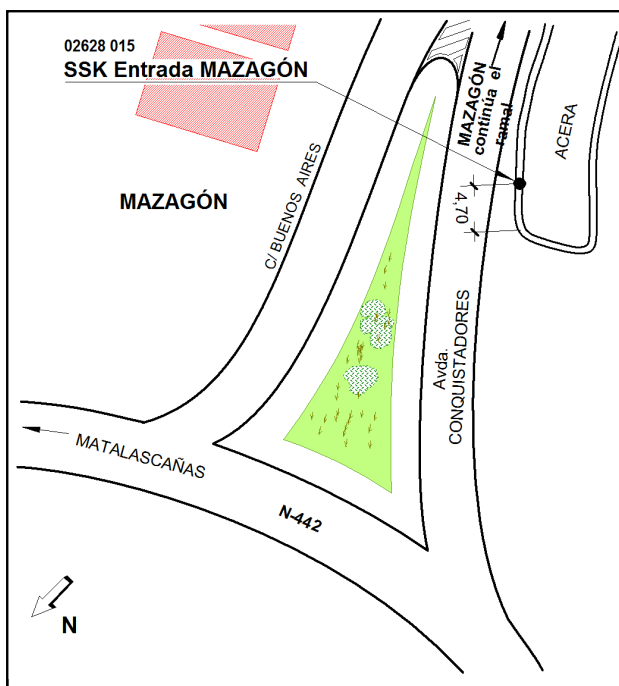 02628 015
SSK Entrada MAZAGÓN
MAZAGÓN
continúa el
ramal
ACERA
4,70
MAZAGÓN
C/ BUENOS AIRES
Avda.
CONQUISTADORES
MATALASCAÑAS
N-442
N